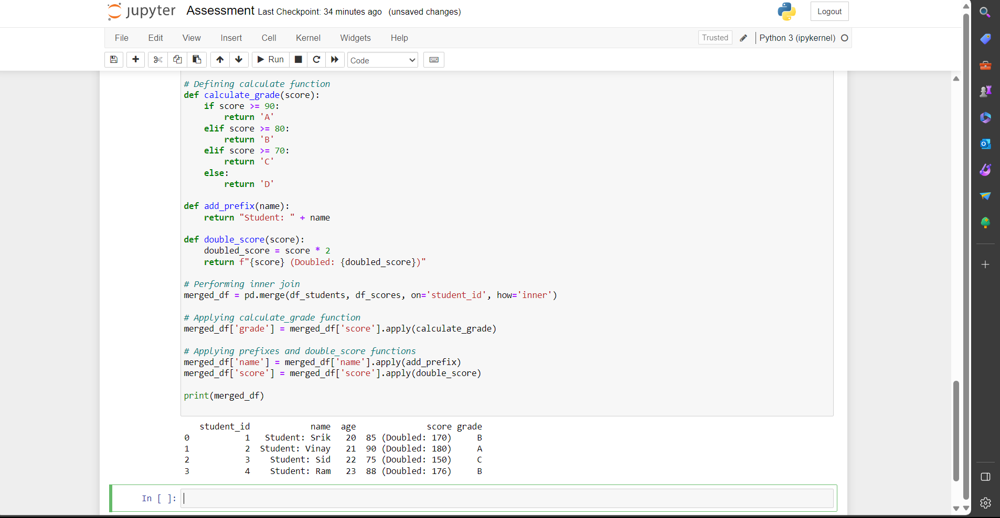 jupyter Assessment Last Checkpoint: 34 minutes ago (unsaved changes) Logout
File Edit View Insert Cell Kernel Widgets Help Trusted Python 3 (ipykernel)
Run Code
# Defining calculate function
def calculate_grade(score):
    if score >= 90:
        return 'A'
    elif score >= 80:
        return 'B'
    elif score >= 70:
        return 'C'
    else:
        return 'D'
def add_prefix(name):
    return "Student: " + name
def double_score(score):
    doubled_score = score * 2
    return f"{score} (Doubled: {doubled_score})"
# Performing inner join
merged_df = pd.merge(df_students, df_scores, on='student_id', how='inner')
# Applying calculate_grade function
merged_df['grade'] = merged_df['score'].apply(calculate_grade)
# Applying prefixes and double_score functions
merged_df['name'] = merged_df['name'].apply(add_prefix)
merged_df['score'] = merged_df['score'].apply(double_score)
print(merged_df)
   student_id            name  age              score grade
0           1   Student: Srik   20  85 (Doubled: 170)     B
1           2  Student: Vinay   21  90 (Doubled: 180)     A
2           3    Student: Sid   22  75 (Doubled: 150)     C
3           4    Student: Ram   23  88 (Doubled: 176)     B
In [ ]: